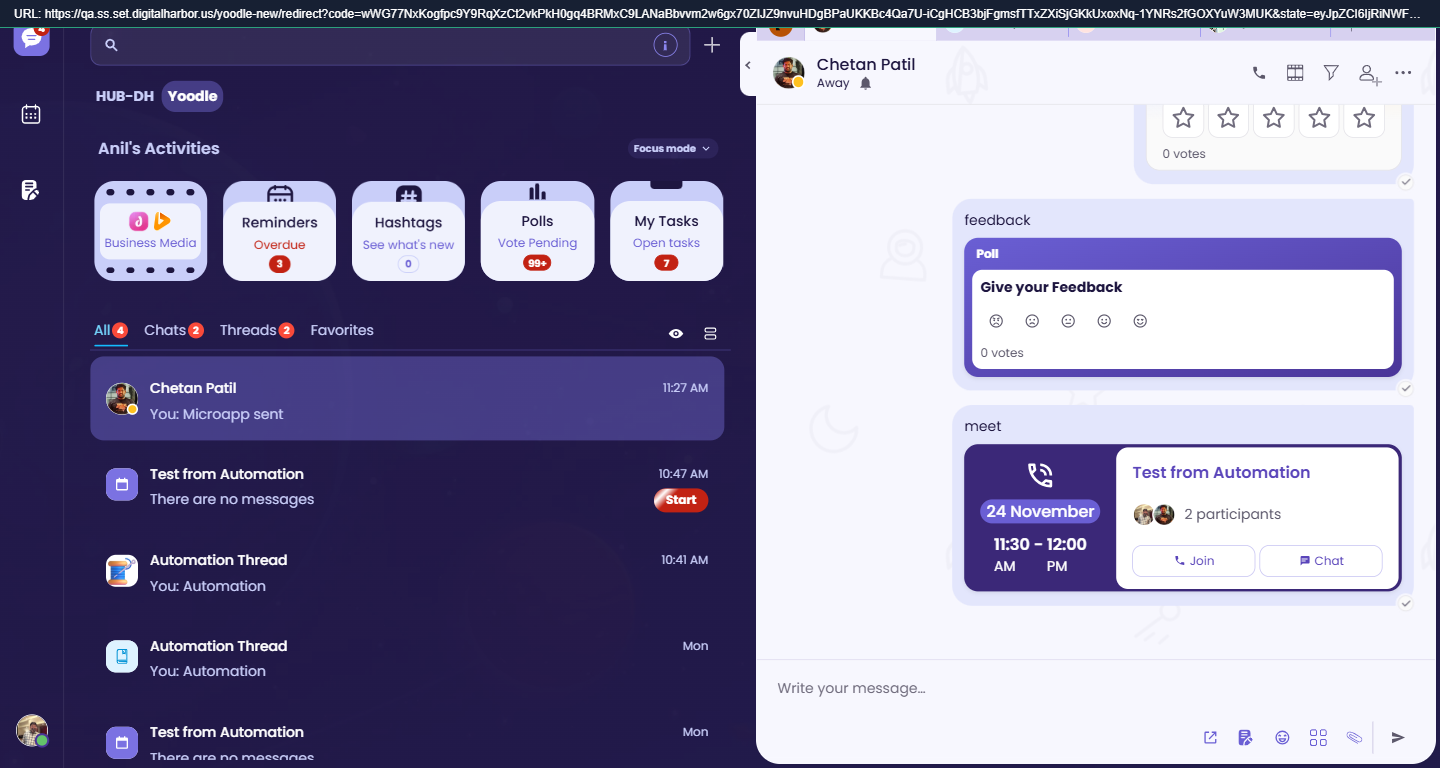 URL: https://qa.ss.set.digitalharbor.us/yoodle-new/redirect?code=
HUB-DH Yoodle
Anil's Activities
Focus mode
Business Media
Reminders
Overdue
3
Hashtags
See what's new
0
Polls
Vote Pending
99+
My Tasks
Open tasks
7
All 4 Chats 2 Threads 2 Favorites
Chetan Patil 11:27 AM
You: Microapp sent
Test from Automation 10:47 AM
There are no messages Start
Automation Thread 10:41 AM
You: Automation
Automation Thread Mon
You: Automation
Test from Automation Mon
There are no messages
Chetan Patil
Away
0 votes
feedback
Poll
Give your Feedback
0 votes
meet
24 November
11:30 - 12:00
AM PM
Test from Automation
2 participants
Join Chat
Write your message...